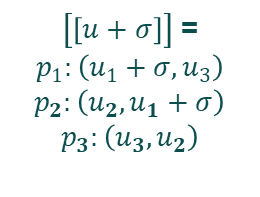 [[u + σ]] =
p₁: (u₁ + σ, u₃)
p₂: (u₂, u₁ + σ)
p₃: (u₃, u₂)